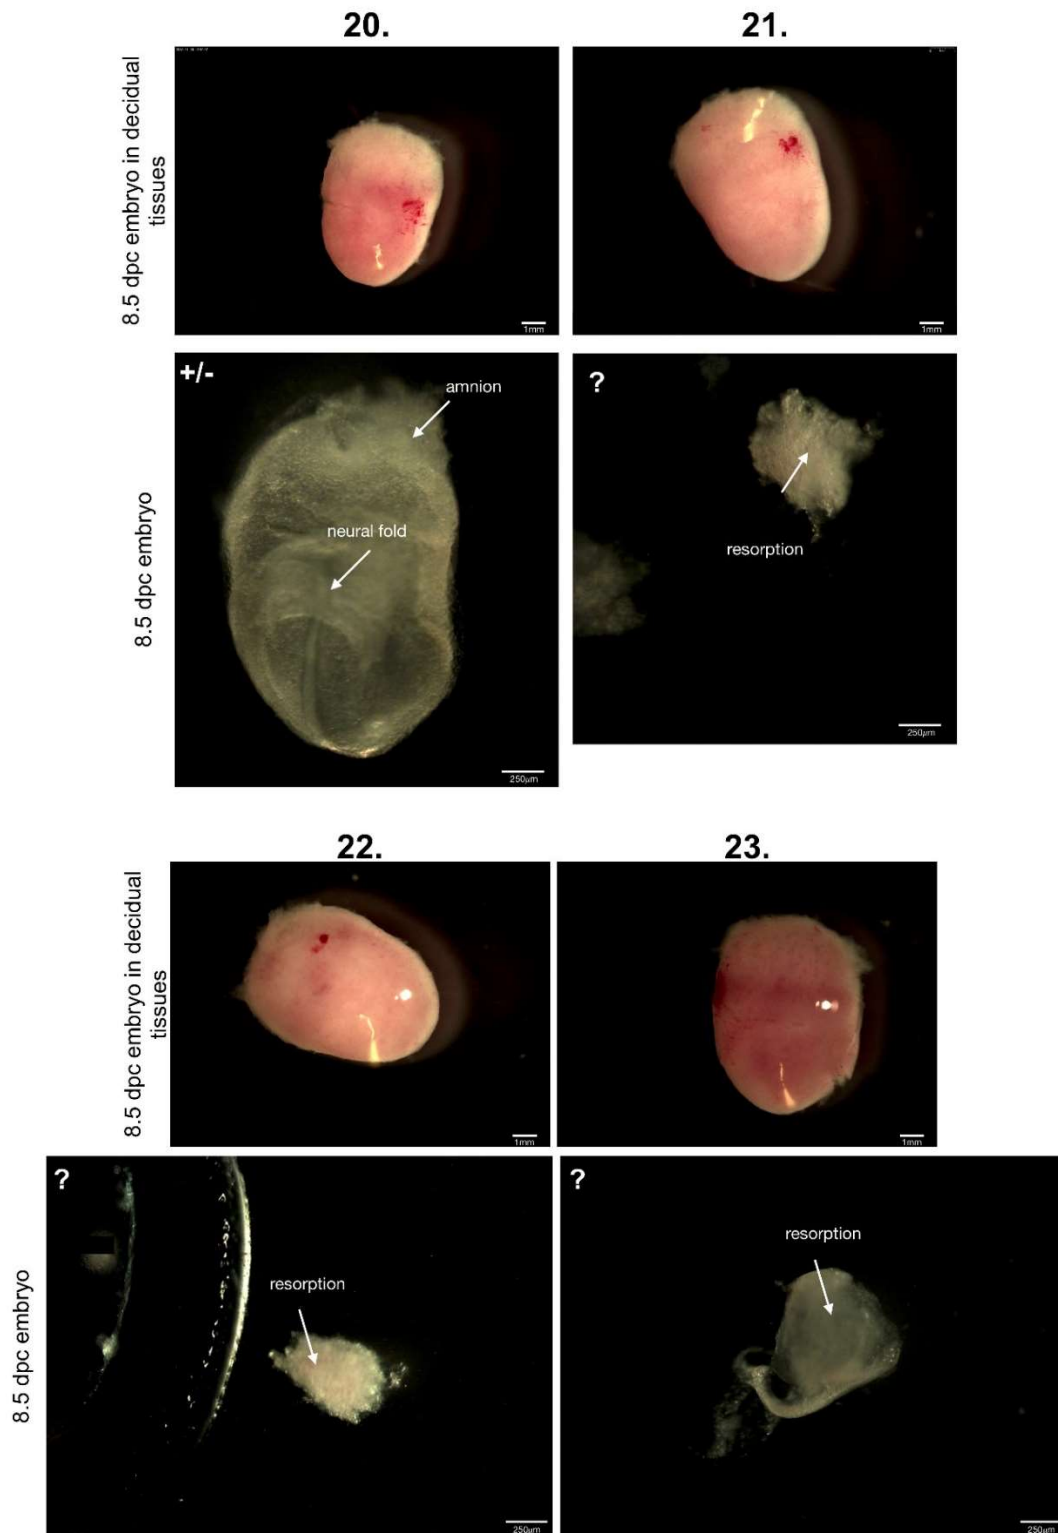 20.
21.
8.5 dpc embryo in decidual
tissues
1mm
1mm
8.5 dpc embryo
+/-
amnion
neural fold
250µm
?
resorption
250µm
22.
23.
8.5 dpc embryo in decidual
tissues
1mm
1mm
8.5 dpc embryo
?
resorption
250µm
?
resorption
250µm